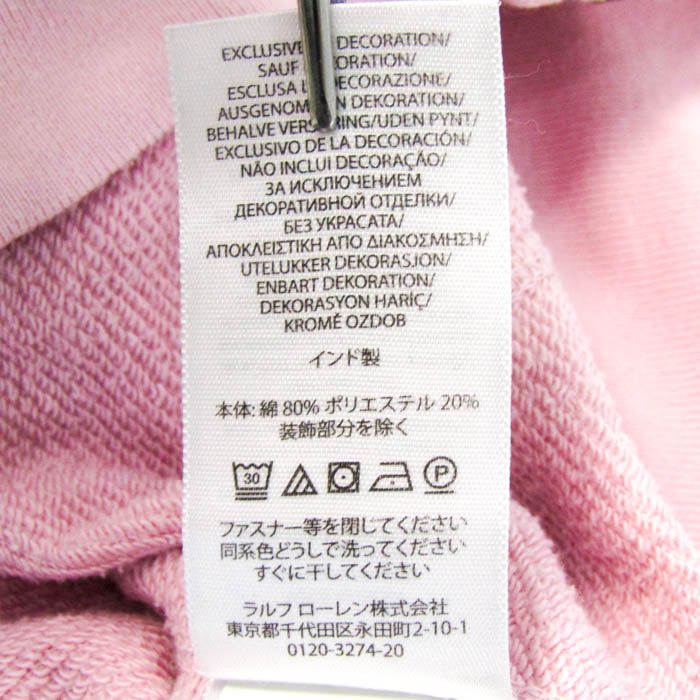 EXCLUSIVE DECORATION/
SAUF
ESCLUSA DECORAZIONE/
AUSGENOMMEN DEKORATION/
BEHALVE /UDEN PYNT/
EXCLUSIVO DE LA DECORACIÓN/
NÃO INCLUI DECORAÇÃO/
ЗА ИСКЛЮЧЕНИЕМ
ДЕКОРАТИВНОЙ ОТДЕЛКИ/
БЕЗ УКРАСАТА/
ΑΠΟΚΛΕΙΣΤΙΚΗ ΑΠΟ ΔΙΑΚΟΣΜΗΣΗ/
UTELUKKER DEKORASJON/
ENBART DEKORATION/
DEKORASYON HARİÇ/
KROMĚ OZDOB
インド製
本体: 綿 80% ポリエステル 20%
装飾部分を除く
30 P
ファスナー等を閉じてください
同系色どうしで洗ってください
すぐに干してください
ラルフ ローレン株式会社
東京都千代田区永田町2-10-1
0120-3274-20